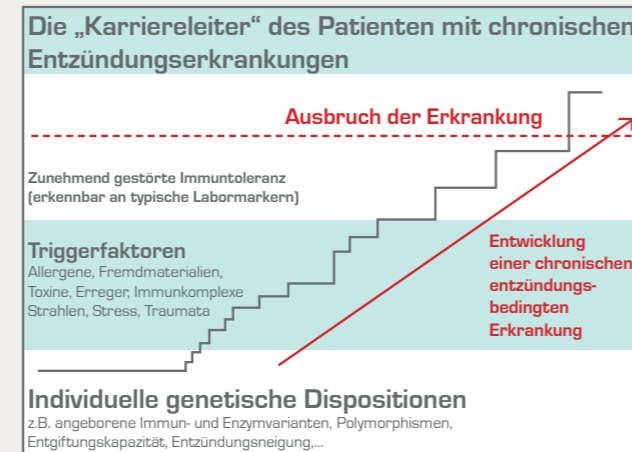 Die „Karriereleiter“ des Patienten mit chronischen
Entzündungserkrankungen
Ausbruch der Erkrankung
Zunehmend gestörte Immuntoleranz
(erkennbar an typische Labormarkern)
Triggerfaktoren
Allergene, Fremdmaterialien,
Toxine, Erreger, Immunkomplexe
Strahlen, Stress, Traumata
Entwicklung
einer chronischen
entzündungs-
bedingten
Erkrankung
Individuelle genetische Dispositionen
z.B. angeborene Immun- und Enzymvarianten, Polymorphismen,
Entgiftungskapazität, Entzündungsneigung,...